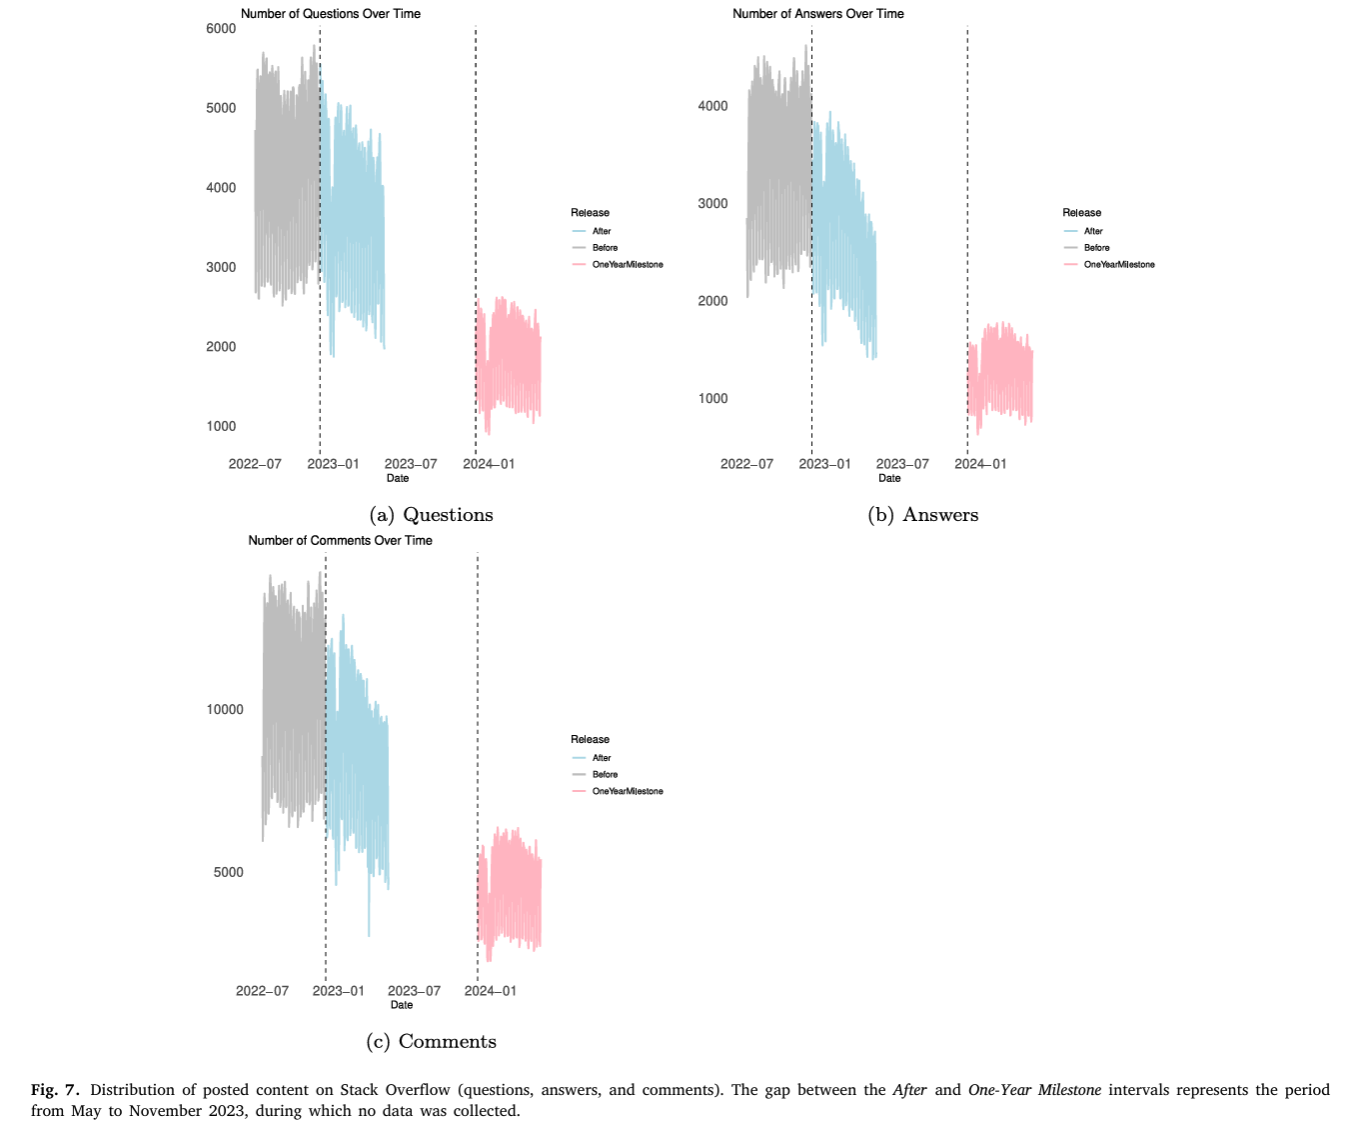 Number of Questions Over Time
6000
5000
4000
3000
2000
1000
2022–07 2023–01 2023–07 2024–01
Date
Release
After
Before
OneYearMilestone
(a) Questions
Number of Answers Over Time
4000
3000
2000
1000
2022–07 2023–01 2023–07 2024–01
Date
Release
After
Before
OneYearMilestone
(b) Answers
Number of Comments Over Time
10000
5000
2022–07 2023–01 2023–07 2024–01
Date
Release
After
Before
OneYearMilestone
(c) Comments
Fig. 7. Distribution of posted content on Stack Overflow (questions, answers, and comments). The gap between the After and One-Year Milestone intervals represents the period
from May to November 2023, during which no data was collected.